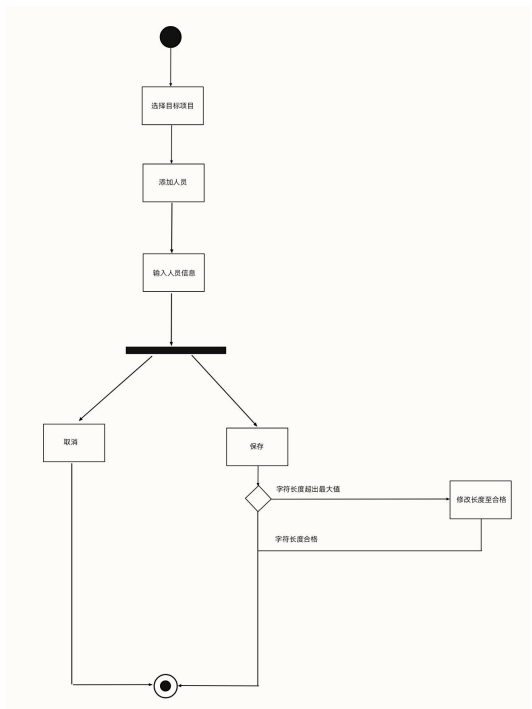 选择目标项目
添加人员
输入人员信息
取消
保存
字符长度超出最大值
修改长度至合格
字符长度合格